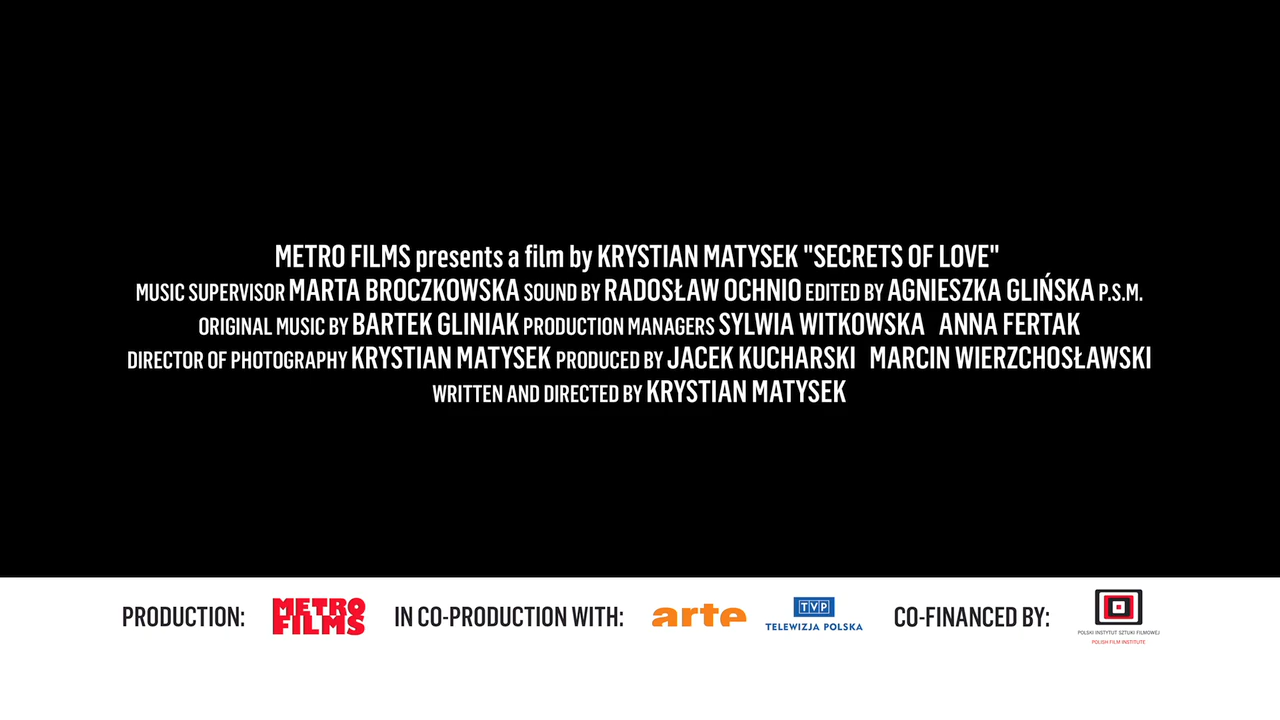 METRO FILMS presents a film by KRYSTIAN MATYSEK "SECRETS OF LOVE"
MUSIC SUPERVISOR MARTA BROCZKOWSKA SOUND BY RADOSŁAW OCHNIO EDITED BY AGNIESZKA GLIŃSKA P.S.M.
ORIGINAL MUSIC BY BARTEK GLINIAK PRODUCTION MANAGERS SYLWIA WITKOWSKA ANNA FERTAK
DIRECTOR OF PHOTOGRAPHY KRYSTIAN MATYSEK PRODUCED BY JACEK KUCHARSKI MARCIN WIERZCHOSŁAWSKI
WRITTEN AND DIRECTED BY KRYSTIAN MATYSEK
PRODUCTION: METRO FILMS IN CO-PRODUCTION WITH: arte TVP TELEWIZJA POLSKA CO-FINANCED BY:
POLSKI INSTYTUT SZTUKI FILMOWEJ
POLISH FILM INSTITUTE